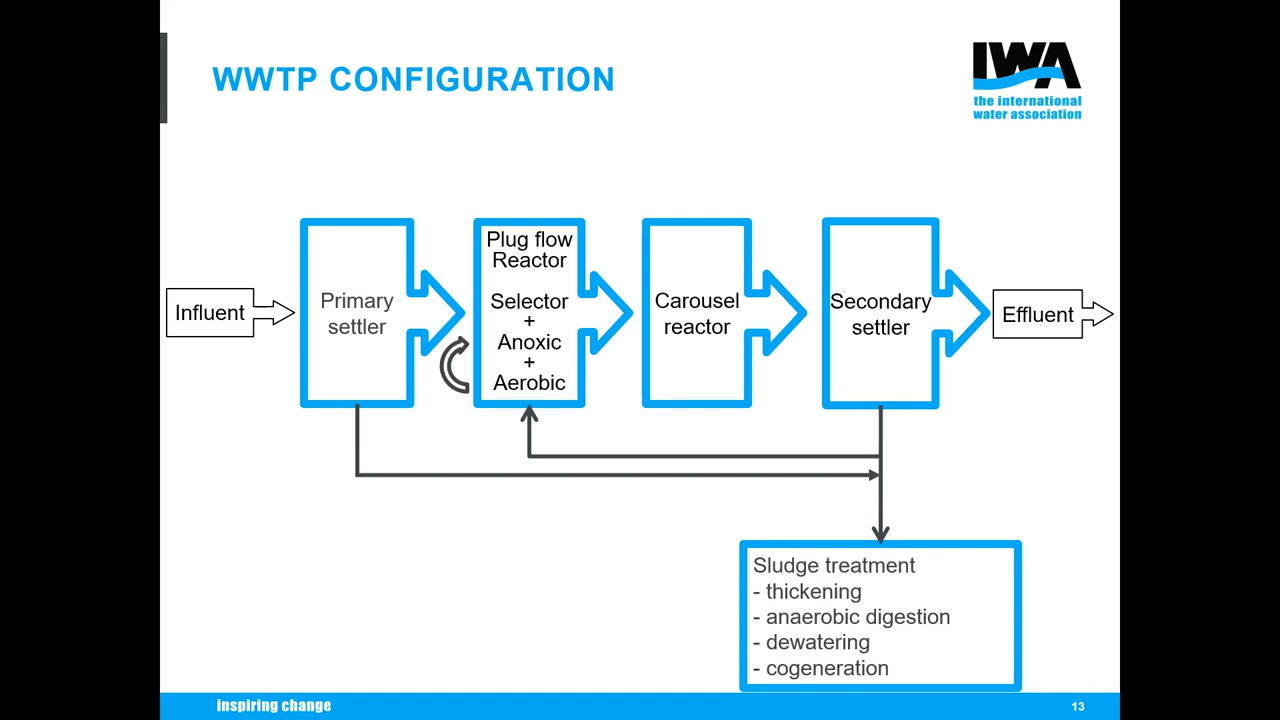 WWTP CONFIGURATION
IWA
the international
water association
Influent
Primary
settler
Plug flow
Reactor
Selector
+
Anoxic
+
Aerobic
Carousel
reactor
Secondary
settler
Effluent
Sludge treatment
- thickening
- anaerobic digestion
- dewatering
- cogeneration
inspiring change
13